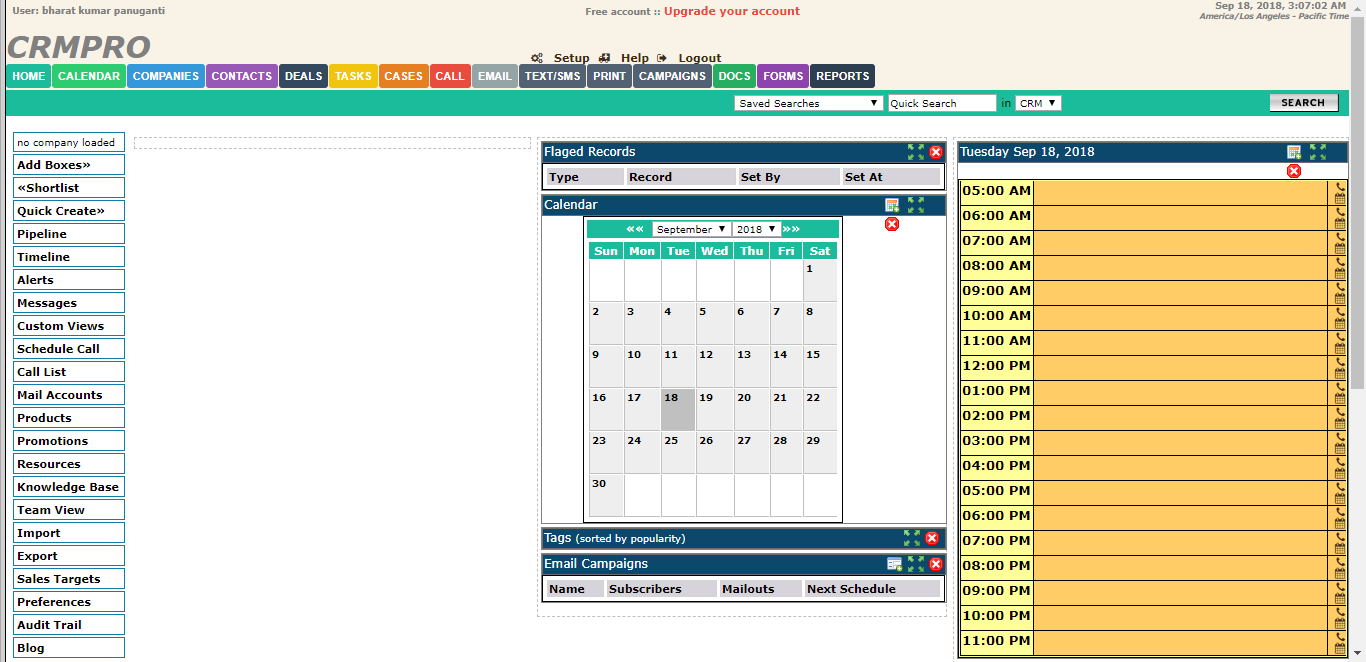 User: bharat kumar panuganti
Free account :: Upgrade your account
Sep 18, 2018, 3:07:02 AM
America/Los Angeles - Pacific Time
CRMPRO
Setup Help Logout
HOME CALENDAR COMPANIES CONTACTS DEALS TASKS CASES CALL EMAIL TEXT/SMS PRINT CAMPAIGNS DOCS FORMS REPORTS
Saved Searches Quick Search in CRM SEARCH
no company loaded
Add Boxes»
«Shortlist
Quick Create»
Pipeline
Timeline
Alerts
Messages
Custom Views
Schedule Call
Call List
Mail Accounts
Products
Promotions
Resources
Knowledge Base
Team View
Import
Export
Sales Targets
Preferences
Audit Trail
Blog
Flaged Records
Type Record Set By Set At
Calendar
«« September 2018 »»
Sun Mon Tue Wed Thu Fri Sat
1
2 3 4 5 6 7 8
9 10 11 12 13 14 15
16 17 18 19 20 21 22
23 24 25 26 27 28 29
30
Tags (sorted by popularity)
Email Campaigns
Name Subscribers Mailouts Next Schedule
Tuesday Sep 18, 2018
05:00 AM
06:00 AM
07:00 AM
08:00 AM
09:00 AM
10:00 AM
11:00 AM
12:00 PM
01:00 PM
02:00 PM
03:00 PM
04:00 PM
05:00 PM
06:00 PM
07:00 PM
08:00 PM
09:00 PM
10:00 PM
11:00 PM